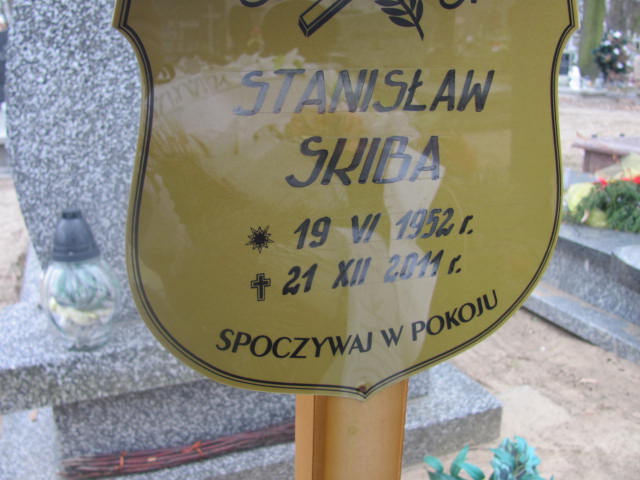 STANISŁAW
SKIBA
19 VI 1952 r.
21 XII 2011 r.
SPOCZYWAJ W POKOJU